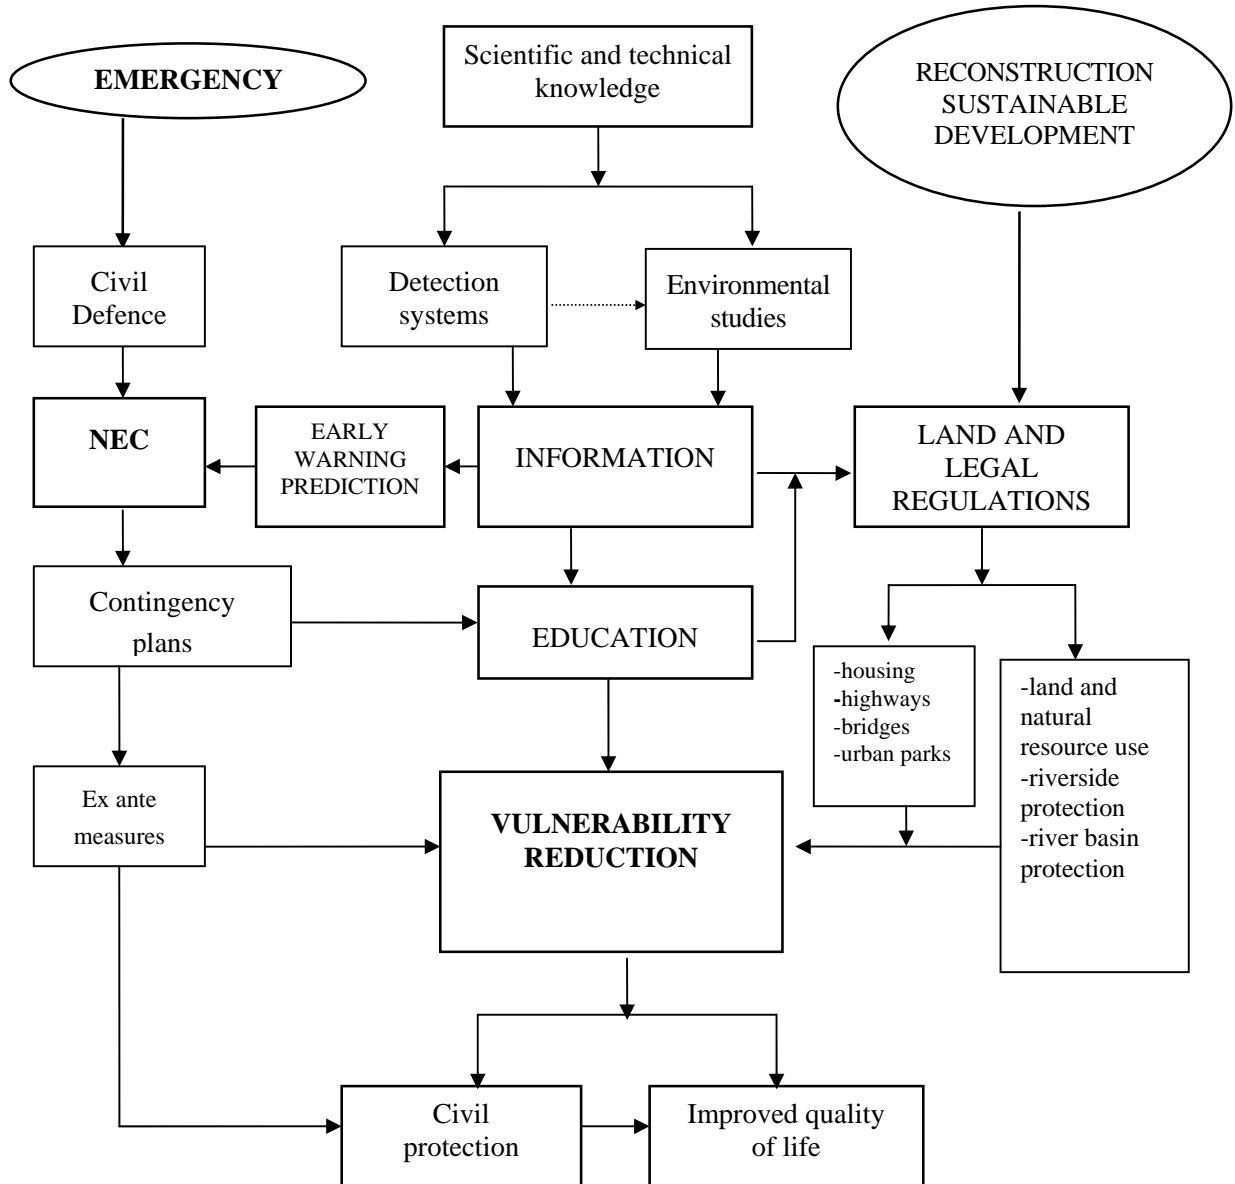 EMERGENCY
Scientific and technical
knowledge
RECONSTRUCTION
SUSTAINABLE
DEVELOPMENT
Civil
Defence
Detection
systems
Environmental
studies
NEC
EARLY
WARNING
PREDICTION
INFORMATION
LAND AND
LEGAL
REGULATIONS
Contingency
plans
EDUCATION
-housing
-highways
-bridges
-urban parks
-land and
natural
resource use
-riverside
protection
-river basin
protection
Ex ante
measures
VULNERABILITY
REDUCTION
Civil
protection
Improved quality
of life